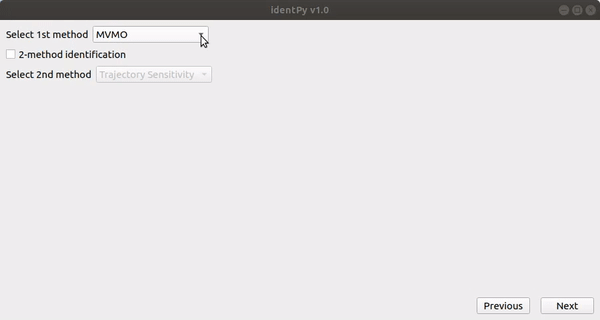 identPy v1.0
Select 1st method MVMO
2-method identification
Select 2nd method Trajectory Sensitivity
Previous Next